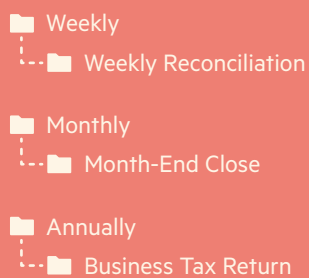 Weekly
Weekly Reconciliation
Monthly
Month-End Close
Annually
Business Tax Return